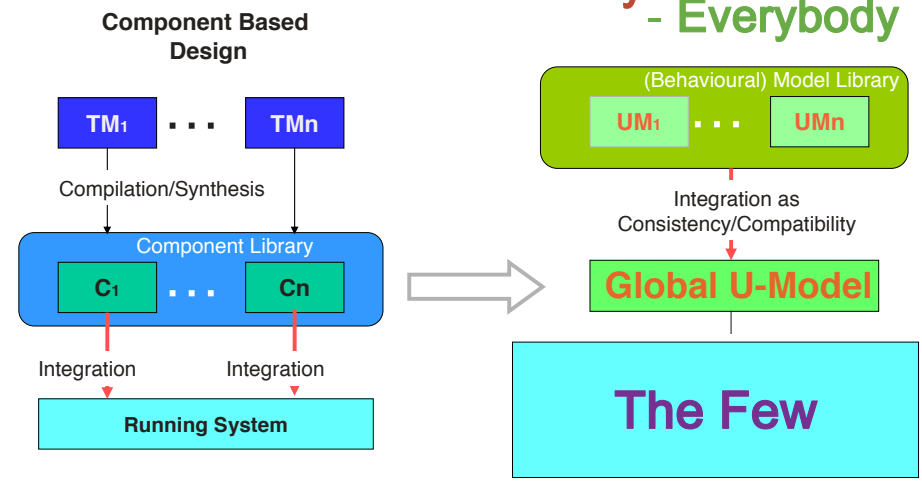 Component Based
Design
- Everybody
TM1 . . . TMn
Compilation/Synthesis
Component Library
C1 . . . Cn
Integration Integration
Running System
(Behavioural) Model Library
UM1 . . . UMn
Integration as
Consistency/Compatibility
Global U-Model
The Few